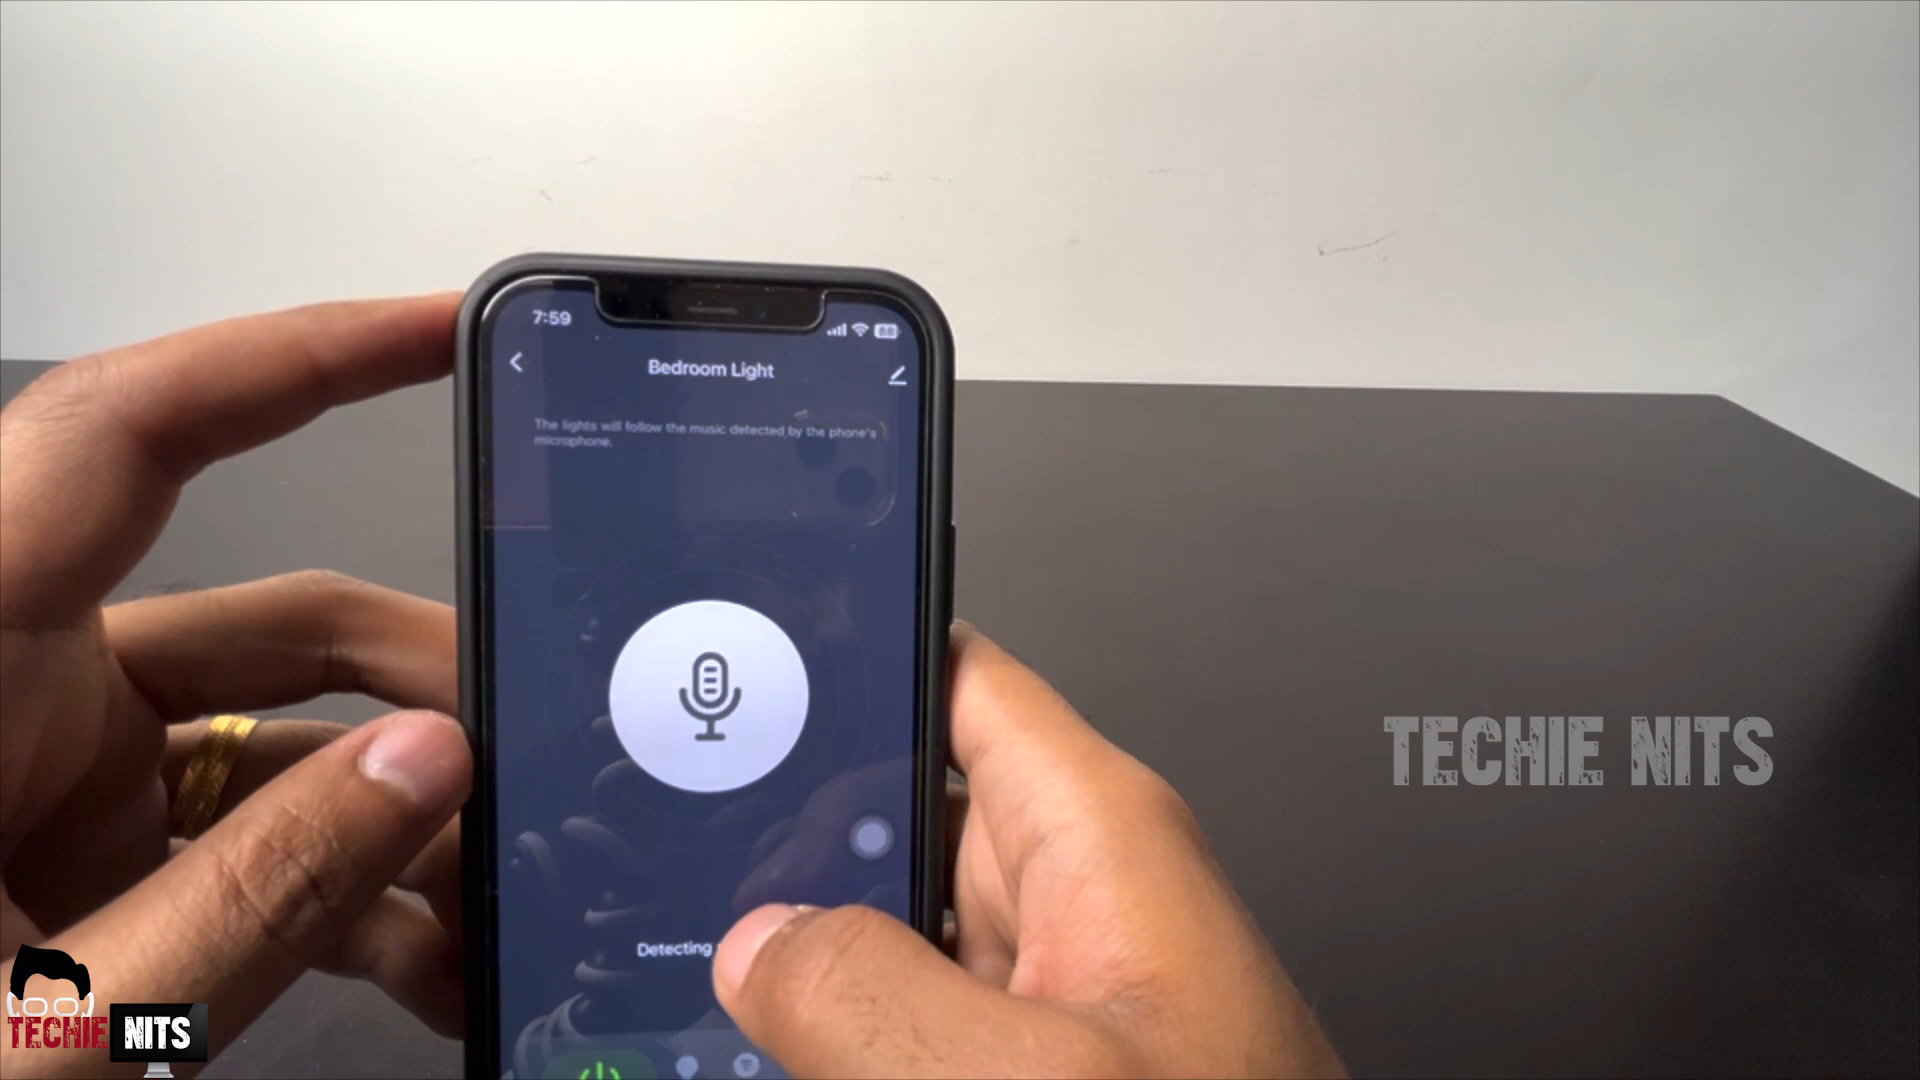 7:59
88
Bedroom Light
The lights will follow the music detected by the phone's
microphone.
Detecting
TECHIE NITS
TECHIE NITS